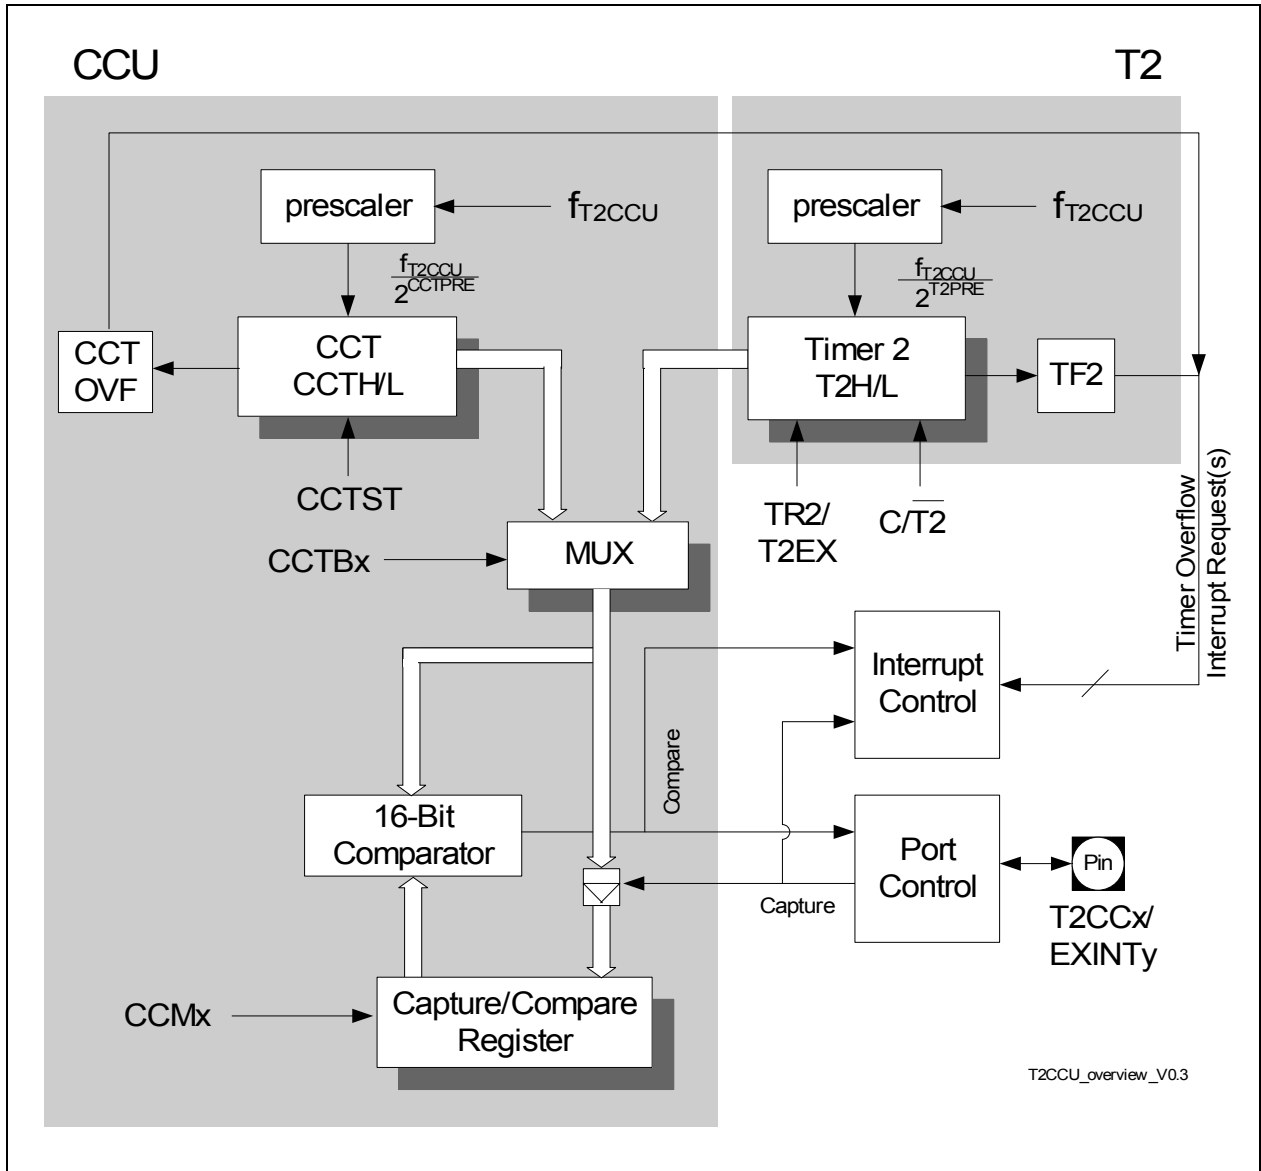 CCU
T2
prescaler
fT2CCU
prescaler
fT2CCU
fT2CCU
2CCTPRE
fT2CCU
2T2PRE
CCT
OVF
CCT
CCTH/L
Timer 2
T2H/L
TF2
CCTST
TR2/
T2EX
C/T2
CCTBx
MUX
Timer Overflow
Interrupt Request(s)
Interrupt
Control
Compare
16-Bit
Comparator
Port
Control
Pin
Capture
T2CCx/
EXINTy
CCMx
Capture/Compare
Register
T2CCU_overview_V0.3